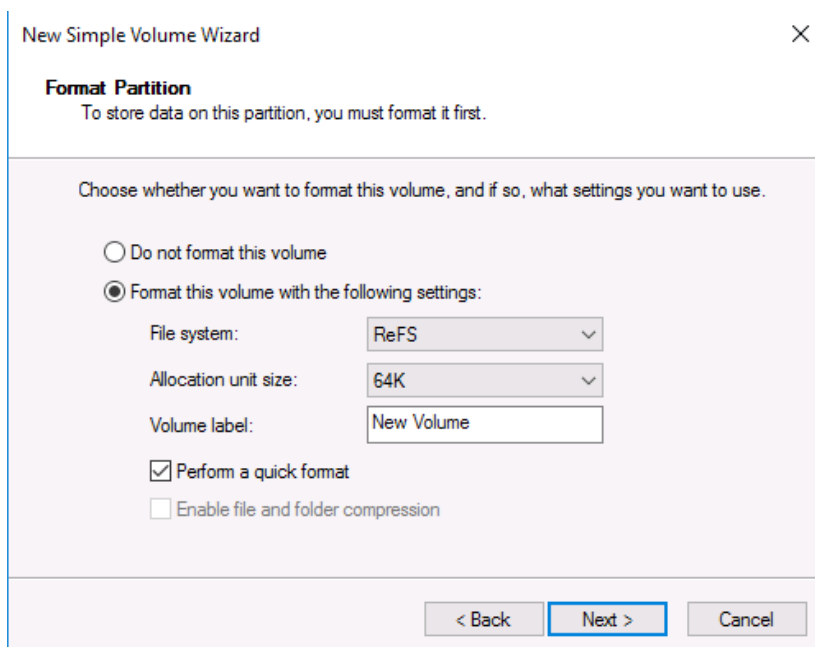 New Simple Volume Wizard
Format Partition
To store data on this partition, you must format it first.
Choose whether you want to format this volume, and if so, what settings you want to use.
Do not format this volume
Format this volume with the following settings:
File system: ReFS
Allocation unit size: 64K
Volume label: New Volume
Perform a quick format
Enable file and folder compression
< Back Next > Cancel